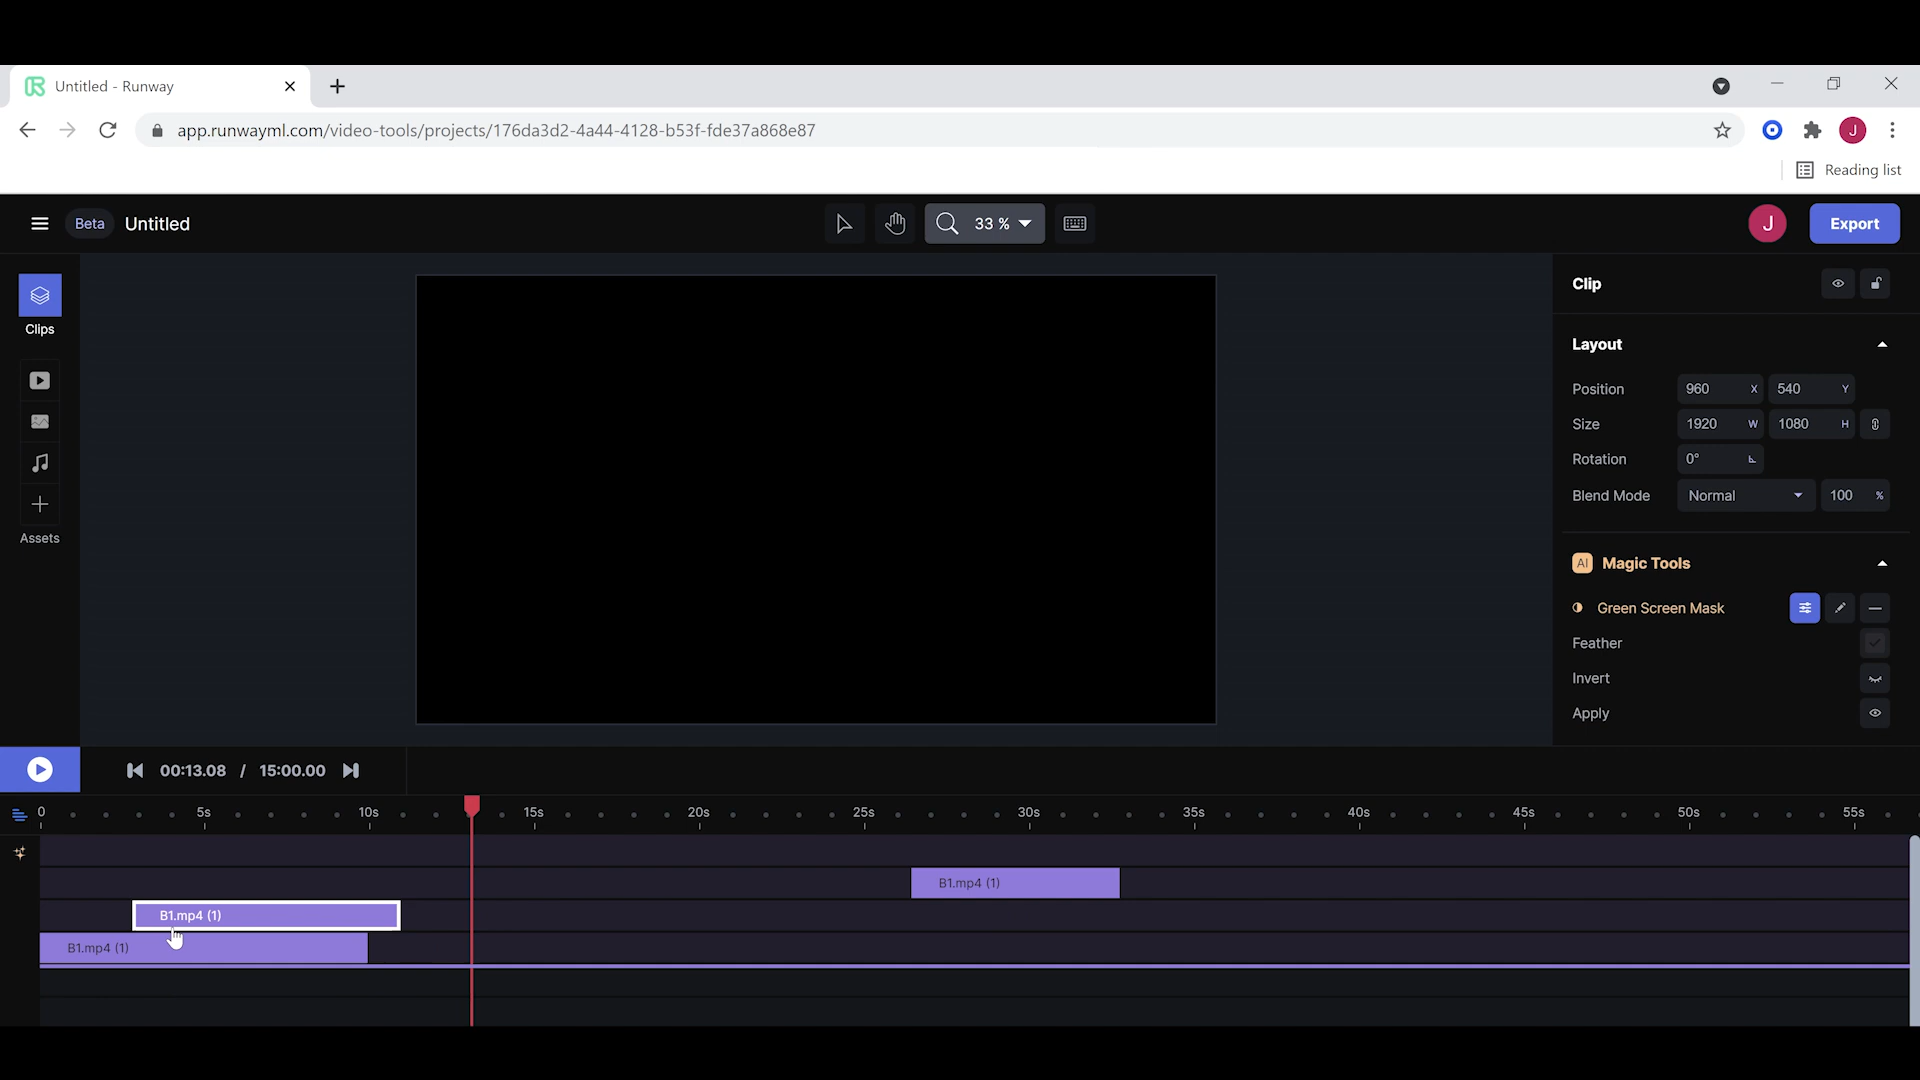 Untitled - Runway
app.runwayml.com/video-tools/projects/176da3d2-4a44-4128-b53f-fde37a868e87
J
Reading list
Beta Untitled
33 %
J
Export
Clips
Clip
Layout
Position 960 X 540 Y
Size 1920 W 1080 H
Rotation 0°
Blend Mode Normal 100 %
AI Magic Tools
Green Screen Mask
Feather
Invert
Apply
Assets
00:13.08 / 15:00.00
0 5s 10s 15s 20s 25s 30s 35s 40s 45s 50s 55s
B1.mp4 (1)
B1.mp4 (1)
B1.mp4 (1)